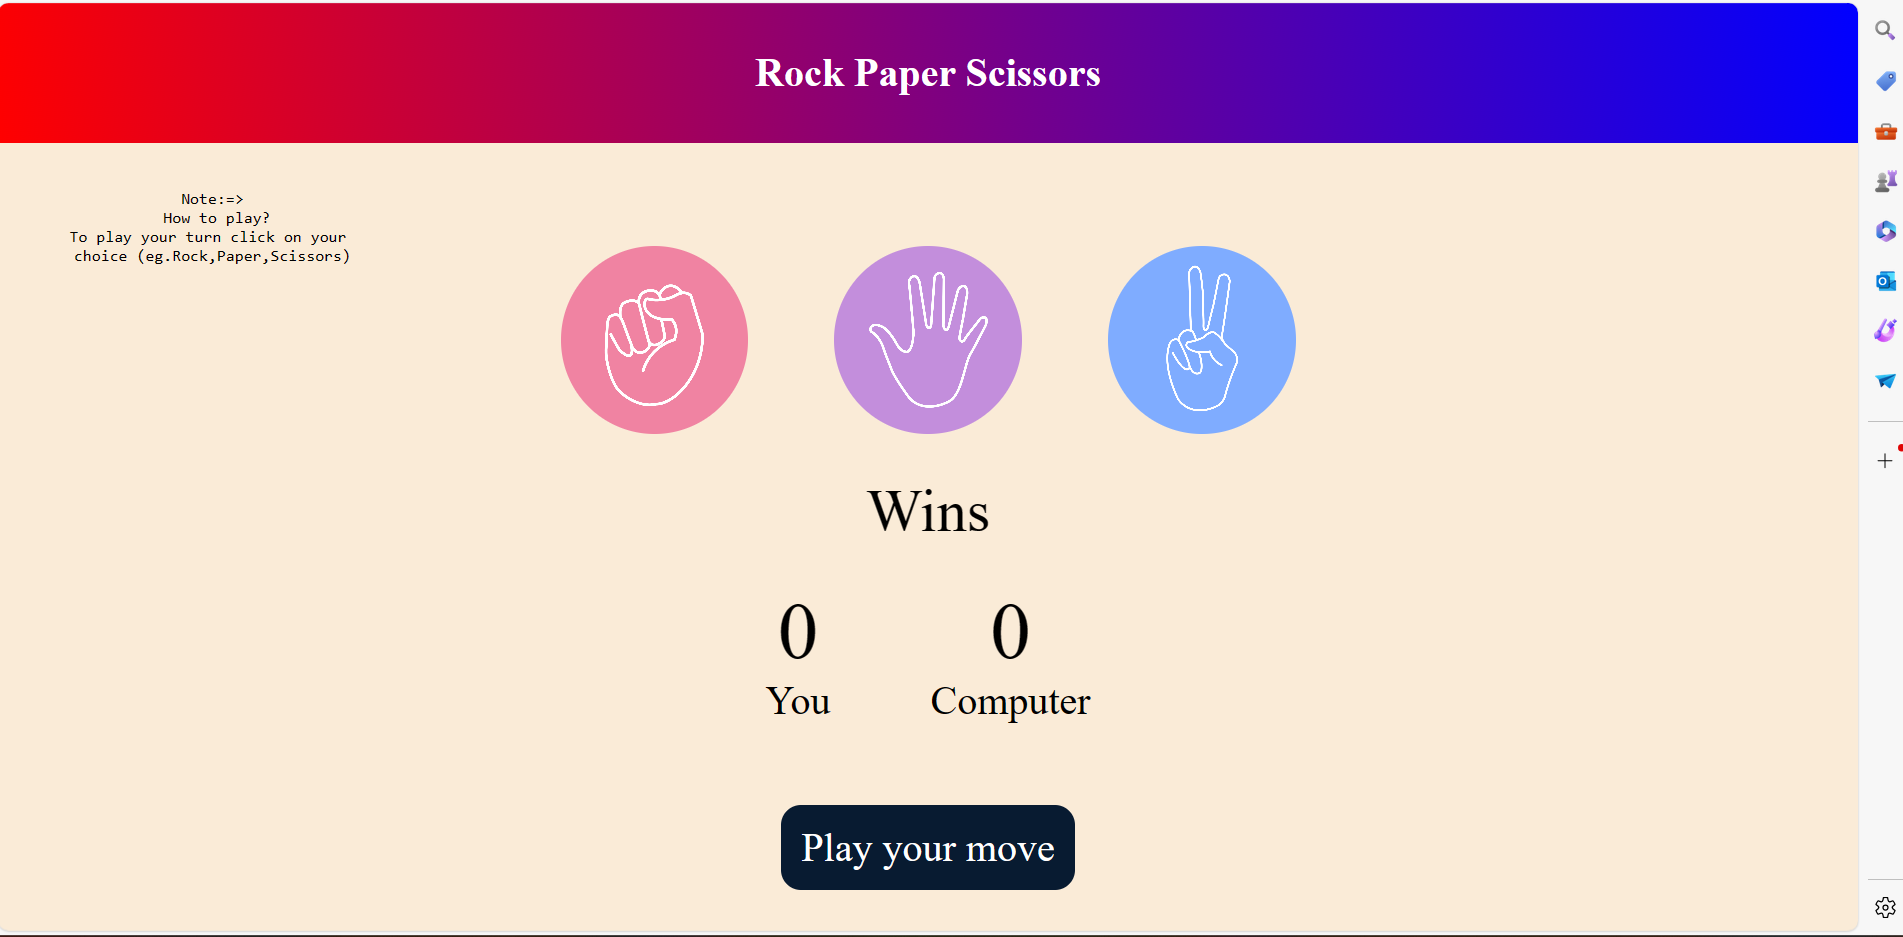 Rock Paper Scissors
Note:=>
How to play?
To play your turn click on your
choice (eg.Rock,Paper,Scissors)
Wins
0 0
You Computer
Play your move